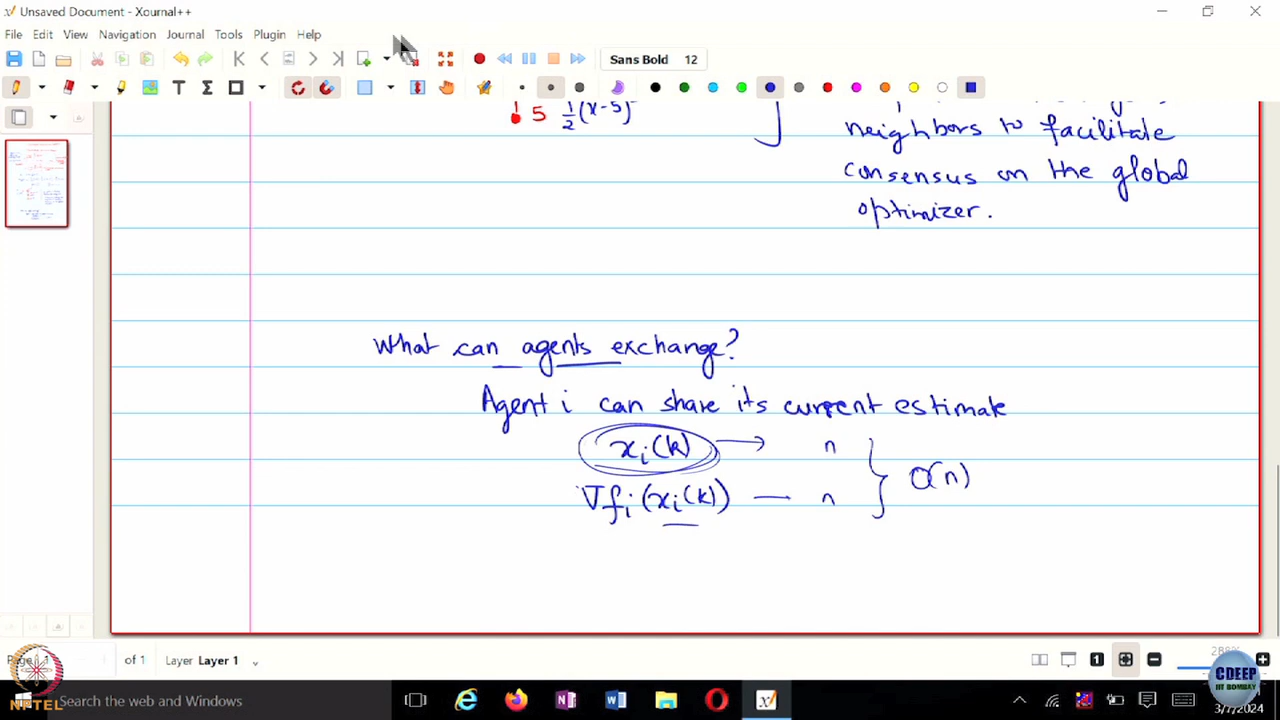 Unsaved Document - Xournal++
File Edit View Navigation Journal Tools Plugin Help
Sans Bold 12
5 1/2(x-5)
neighbors to facilitate
consensus on the global
optimizer.
What can agents exchange?
Agent i can share its current estimate
xᵢ(k) → n
∇fᵢ(xᵢ(k)) — n } O(n)
of 1 Layer Layer 1
NPTEL
Search the web and Windows
CDEEP
IIT BOMBAY
3/7/2024